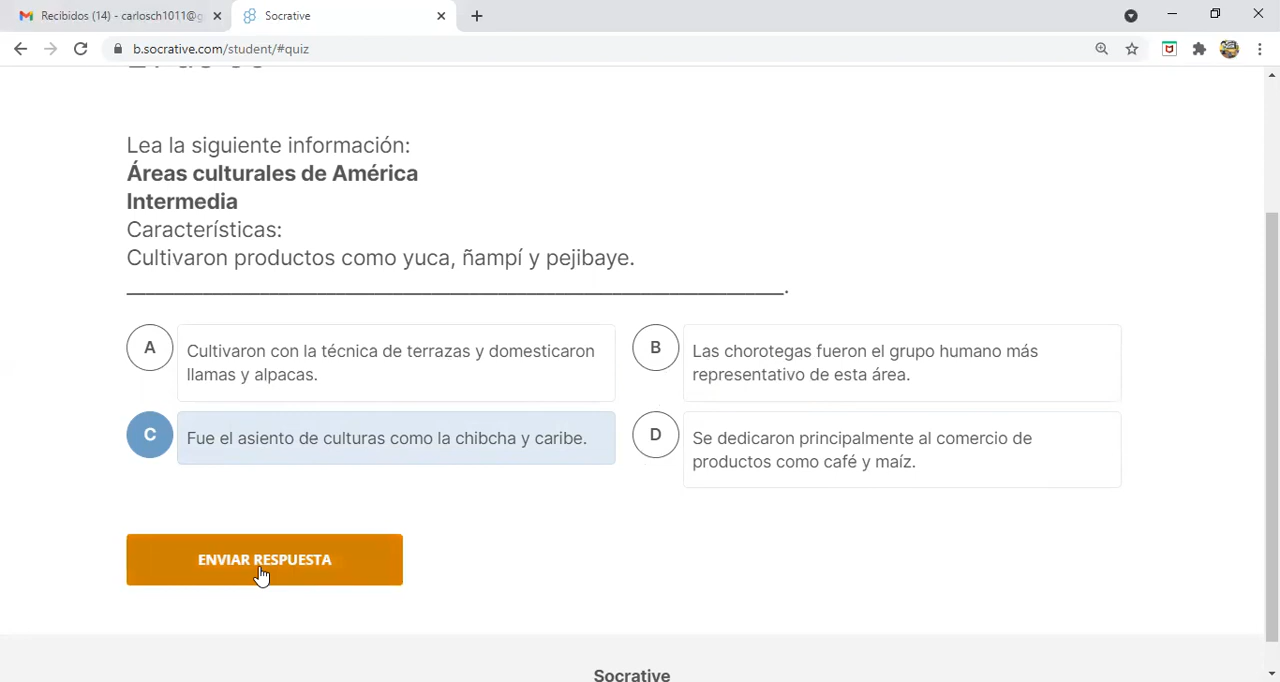 Recibidos (14) - carlosch1011@g
Socrative
b.socrative.com/student/#quiz
Lea la siguiente información:
Áreas culturales de América
Intermedia
Características:
Cultivaron productos como yuca, ñampí y pejibaye.
_______________________________________________________.
A
Cultivaron con la técnica de terrazas y domesticaron
llamas y alpacas.
B
Las chorotegas fueron el grupo humano más
representativo de esta área.
C
Fue el asiento de culturas como la chibcha y caribe.
D
Se dedicaron principalmente al comercio de
productos como café y maíz.
ENVIAR RESPUESTA
Socrative